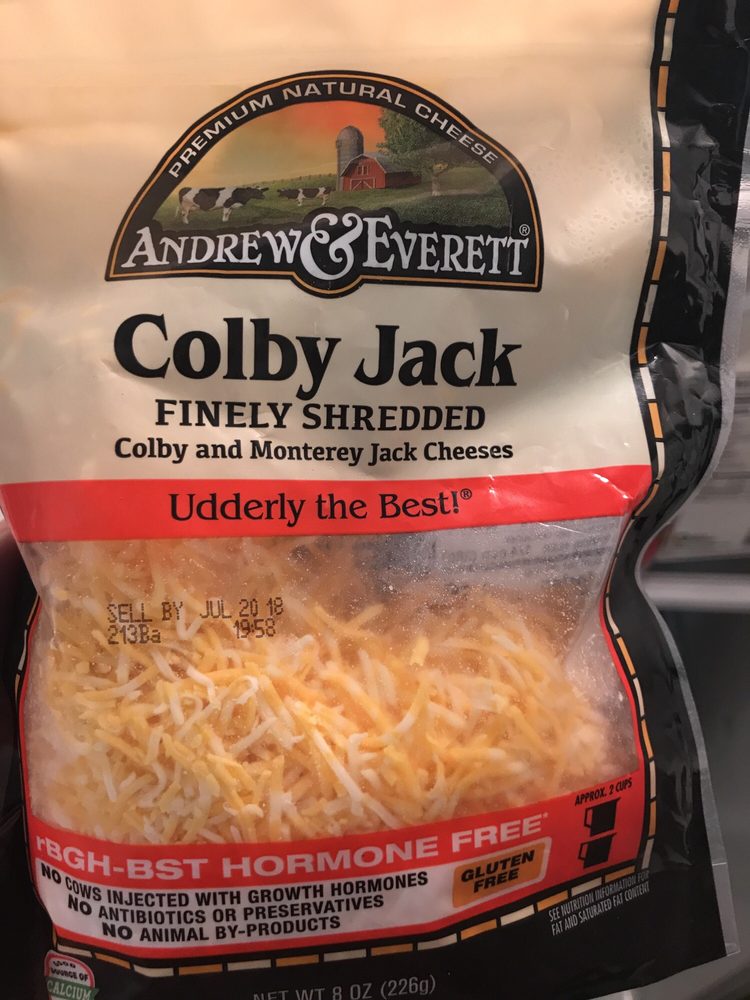 PREMIUM NATURAL CHEESE
ANDREW & EVERETT®
Colby Jack
FINELY SHREDDED
Colby and Monterey Jack Cheeses
Udderly the Best!®
SELL BY JUL 20 18
213Ba 19:58
APPROX. 2 CUPS
rBGH-BST HORMONE FREE*
NO COWS INJECTED WITH GROWTH HORMONES
NO ANTIBIOTICS OR PRESERVATIVES
NO ANIMAL BY-PRODUCTS
GLUTEN
FREE
SEE NUTRITION INFORMATION FOR
FAT AND SATURATED FAT CONTENT
SOURCE OF
CALCIUM
NET WT 8 OZ (226g)